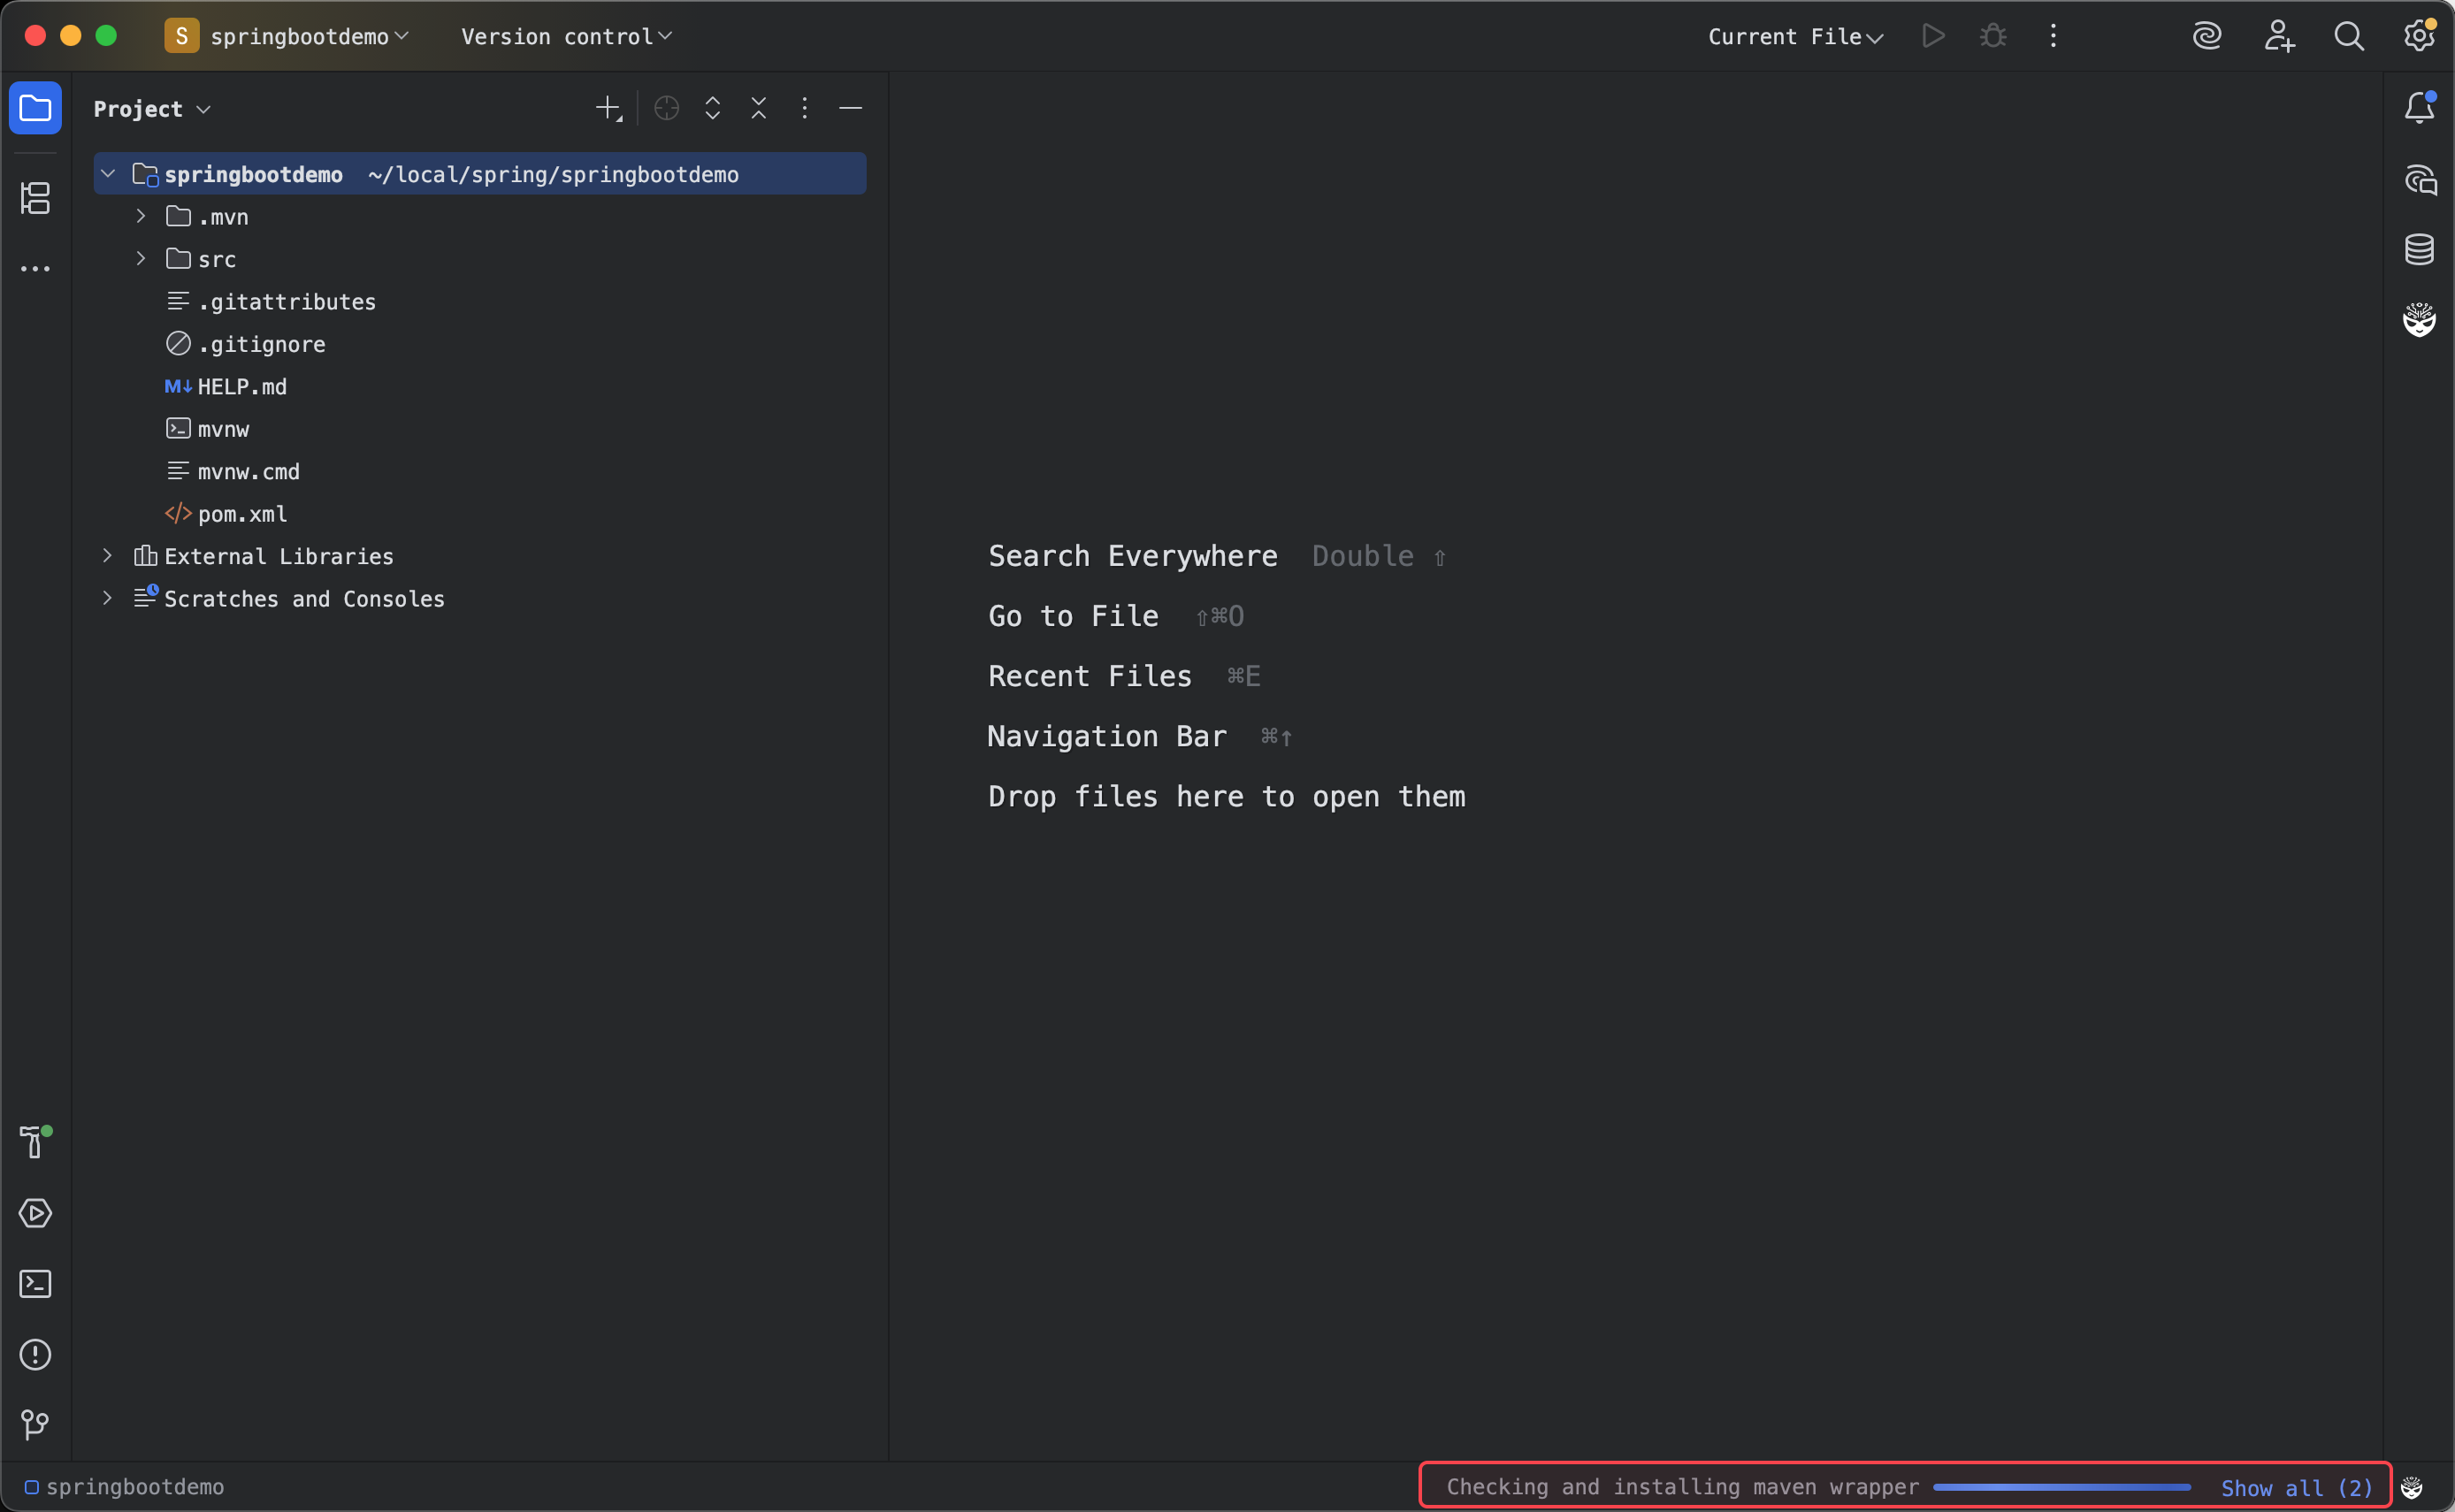 S springbootdemo Version control Current File
Project
springbootdemo ~/local/spring/springbootdemo
.mvn
src
.gitattributes
.gitignore
M↓ HELP.md
mvnw
mvnw.cmd
</> pom.xml
External Libraries
Scratches and Consoles
Search Everywhere Double ⇧
Go to File ⇧⌘O
Recent Files ⌘E
Navigation Bar ⌘↑
Drop files here to open them
springbootdemo Checking and installing maven wrapper Show all (2)